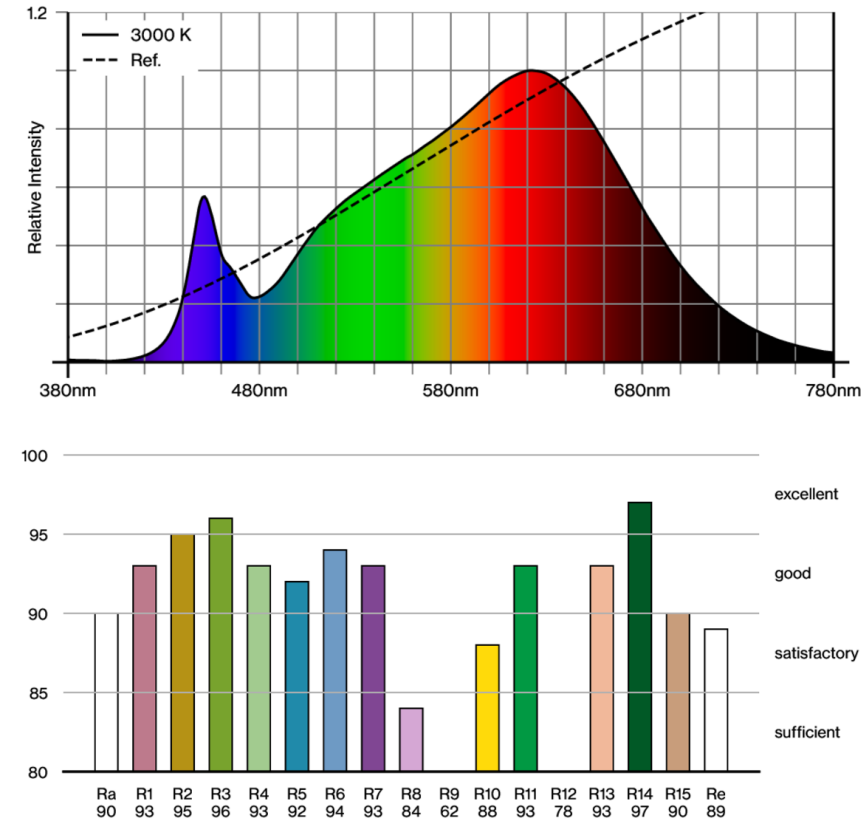 1.2
3000 K
Ref.
Relative Intensity
380nm 480nm 580nm 680nm 780nm
100
excellent
95
good
90
satisfactory
85
sufficient
80
Ra R1 R2 R3 R4 R5 R6 R7 R8 R9 R10 R11 R12 R13 R14 R15 Re
90 93 95 96 93 92 94 93 84 62 88 93 78 93 97 90 89